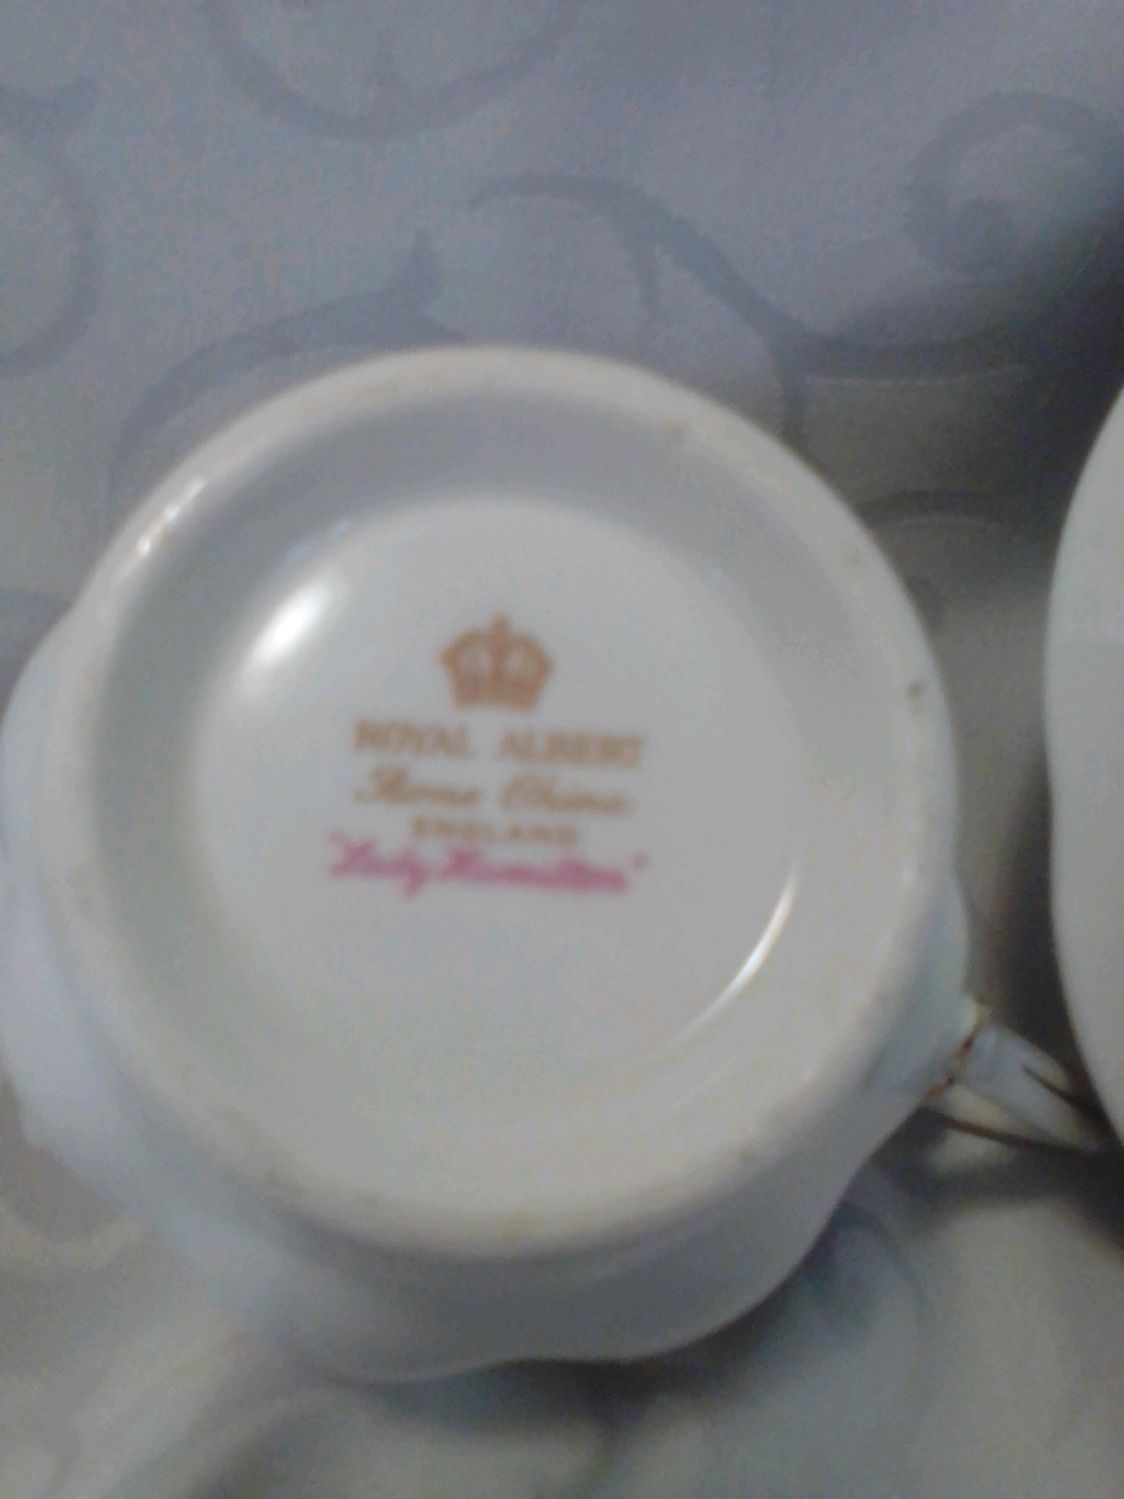 ROYAL ALBERT
Bone China
ENGLAND
"Lady Hamilton"